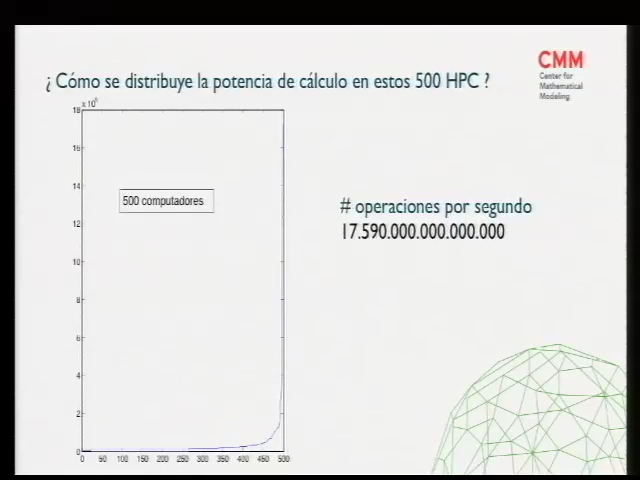 ¿ Cómo se distribuye la potencia de cálculo en estos 500 HPC ?
CMM
Center for
Mathematical
Modeling
18
16
14
12
10
8
6
4
2
0
500 computadores
# operaciones por segundo
17.590.000.000.000.000
0 50 100 150 200 250 300 350 400 450 500